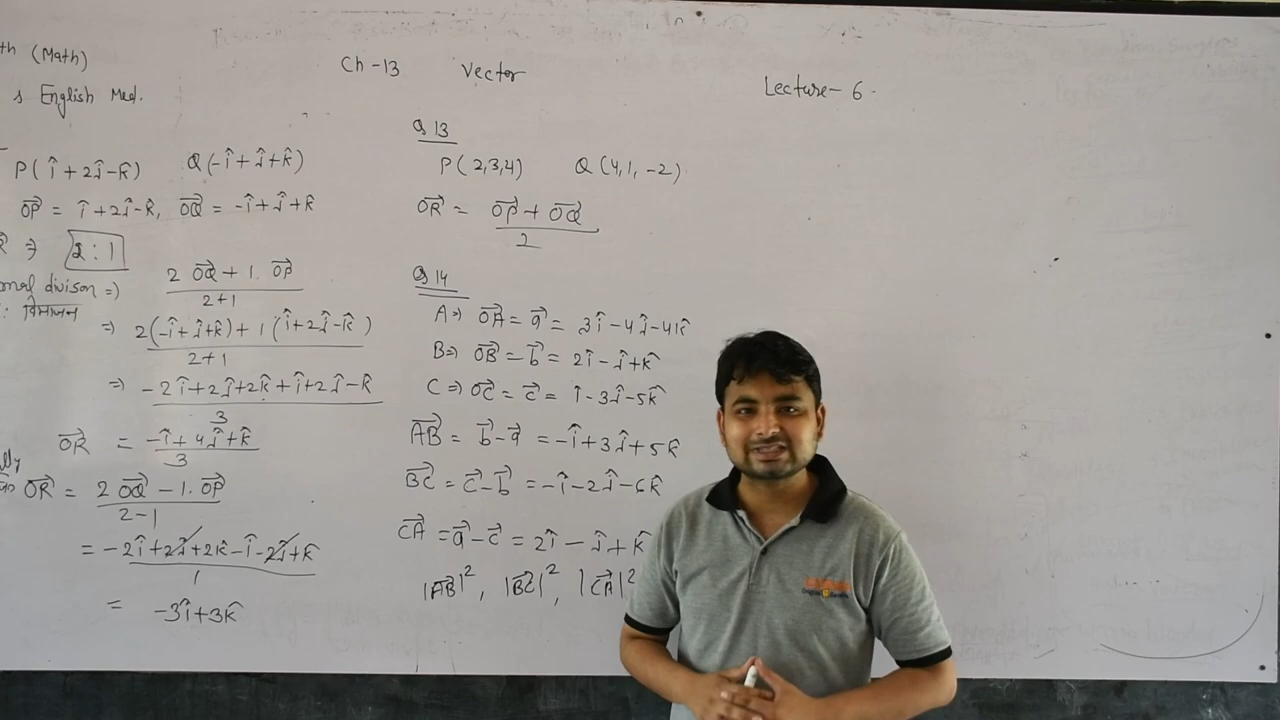 th (Math)
s English Med.
Ch-13 Vector
Lecture-6.
P(î+2ĵ-k̂) Q(-î+ĵ+k̂)
OP⃗ = î+2ĵ-k̂, OQ⃗ = -î+ĵ+k̂
R ⇒ 2:1
onal divison =) 2 OQ⃗ + 1. OP⃗ / 2+1
: विभाजन
⇒ 2(-î+ĵ+k̂)+1(î+2ĵ-k̂) / 2+1
⇒ -2î+2ĵ+2k̂+î+2ĵ-k̂ / 3
OR⃗ = -î+4ĵ+k̂ / 3
lly
OR⃗ = 2 OQ⃗ - 1. OP⃗ / 2-1
= -2î+2ĵ+2k̂-î-2ĵ+k̂ / 1
= -3î+3k̂
Q 13
P(2,3,4) Q(4,1,-2)
OR⃗ = OP⃗ + OQ⃗ / 2
Q 14
A=> OA⃗ = a⃗ = 3î-4ĵ-4k̂
B=> OB⃗ = b⃗ = 2î-ĵ+k̂
C=> OC⃗ = c⃗ = î-3ĵ-5k̂
AB⃗ = b⃗-a⃗ = -î+3ĵ+5k̂
BC⃗ = c⃗-b⃗ = -î-2ĵ-6k̂
CA⃗ = a⃗-c⃗ = 2î-ĵ+k̂
|AB⃗|², |BC⃗|², |CA⃗|²